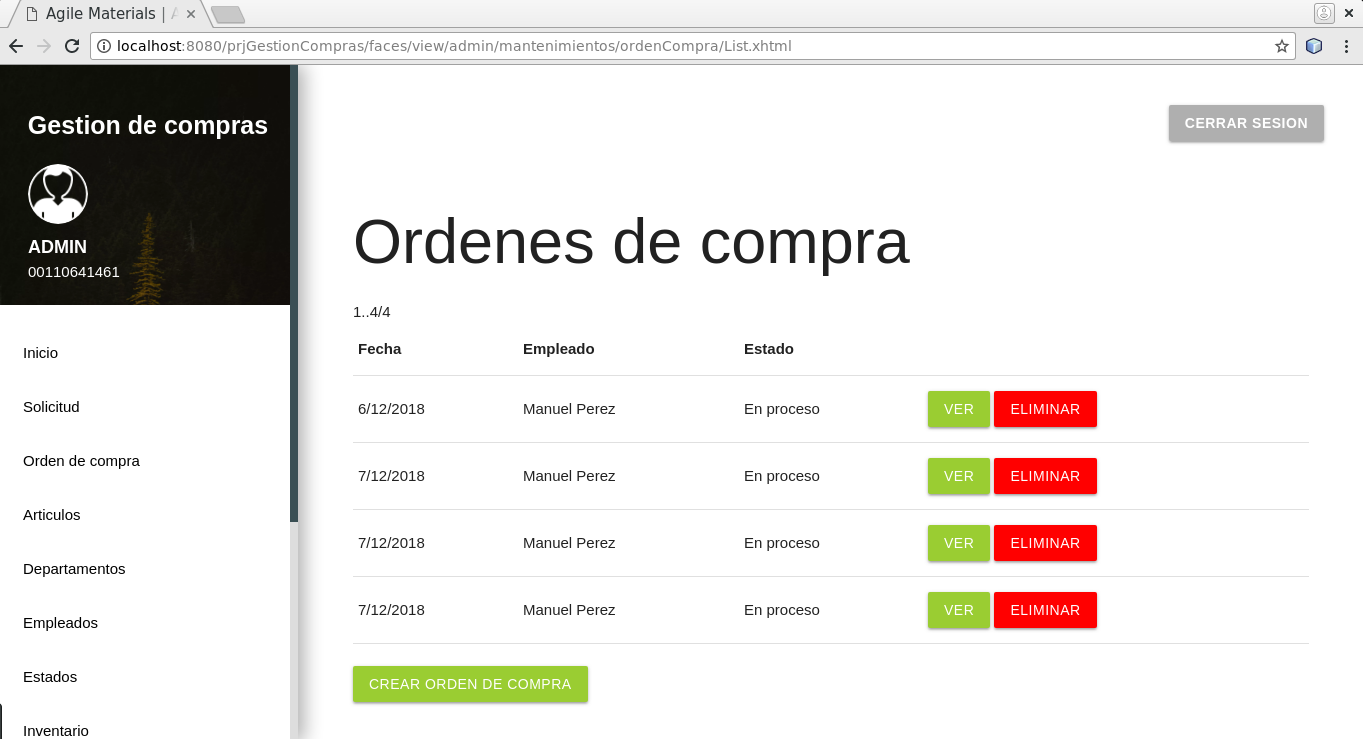 Agile Materials | A
localhost:8080/prjGestionCompras/faces/view/admin/mantenimientos/ordenCompra/List.xhtml
Gestion de compras
ADMIN
00110641461
Inicio
Solicitud
Orden de compra
Articulos
Departamentos
Empleados
Estados
Inventario
CERRAR SESION
Ordenes de compra
1..4/4
Fecha Empleado Estado
6/12/2018 Manuel Perez En proceso VER ELIMINAR
7/12/2018 Manuel Perez En proceso VER ELIMINAR
7/12/2018 Manuel Perez En proceso VER ELIMINAR
7/12/2018 Manuel Perez En proceso VER ELIMINAR
CREAR ORDEN DE COMPRA